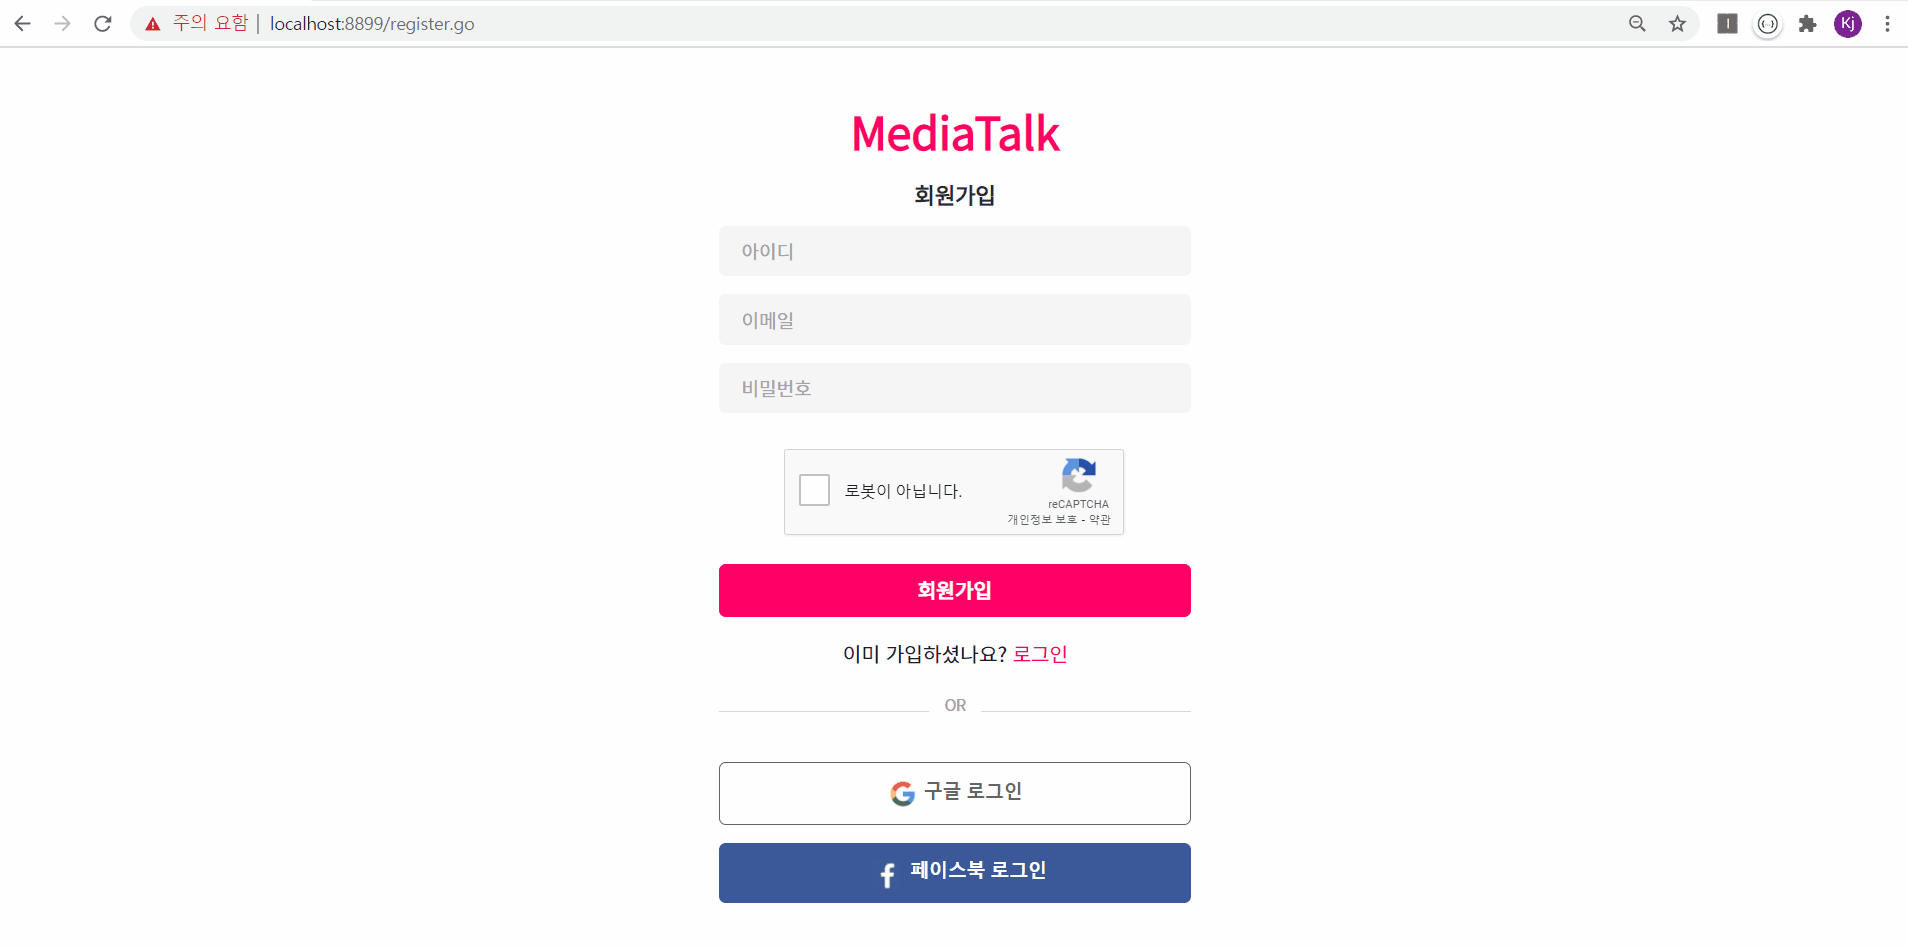 주의 요함 | localhost:8899/register.go
I
{···}
Kj
MediaTalk
회원가입
아이디
이메일
비밀번호
로봇이 아닙니다.
reCAPTCHA
개인정보 보호 - 약관
회원가입
이미 가입하셨나요? 로그인
OR
G 구글 로그인
f 페이스북 로그인